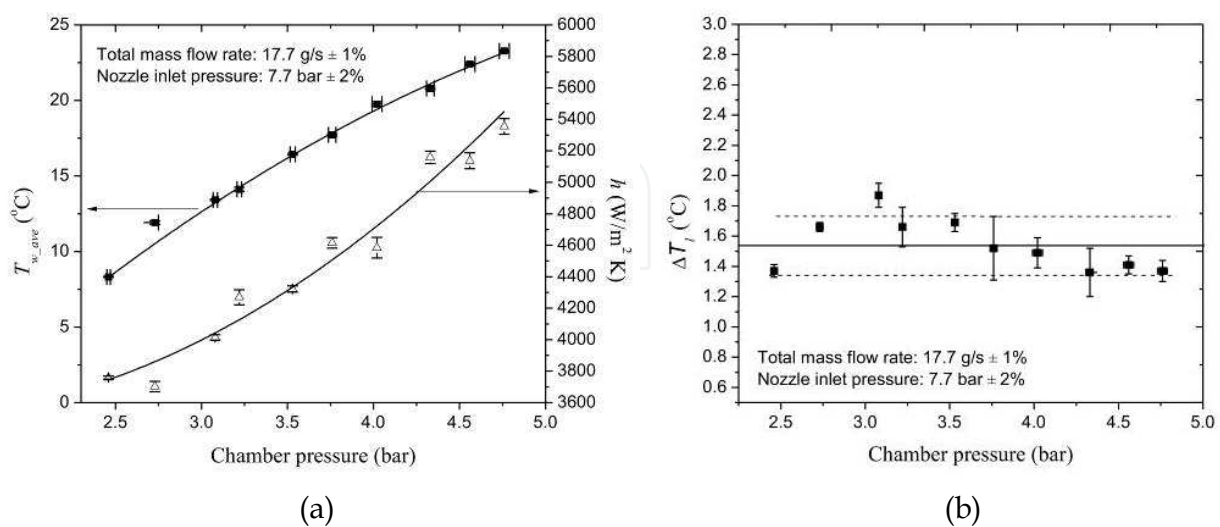 25
20
15
10
5
0
T_w_ave (°C)
Total mass flow rate: 17.7 g/s ± 1%
Nozzle inlet pressure: 7.7 bar ± 2%
6000
5800
5600
5400
5200
5000
4800
4600
4400
4200
4000
3800
3600
h (W/m² K)
2.5 3.0 3.5 4.0 4.5 5.0
Chamber pressure (bar)
(a)
3.0
2.8
2.6
2.4
2.2
2.0
1.8
1.6
1.4
1.2
1.0
0.8
0.6
ΔT_l (°C)
Total mass flow rate: 17.7 g/s ± 1%
Nozzle inlet pressure: 7.7 bar ± 2%
2.5 3.0 3.5 4.0 4.5 5.0
Chamber pressure (bar)
(b)